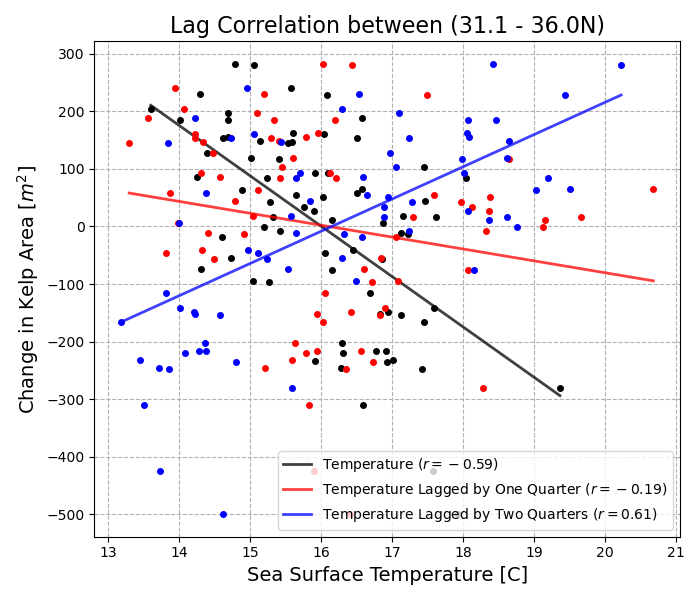 Lag Correlation between (31.1 - 36.0N)
Change in Kelp Area [m²]
300
200
100
0
−100
−200
−300
−400
−500
Temperature (r = −0.59)
Temperature Lagged by One Quarter (r = −0.19)
Temperature Lagged by Two Quarters (r = 0.61)
13 14 15 16 17 18 19 20 21
Sea Surface Temperature [C]